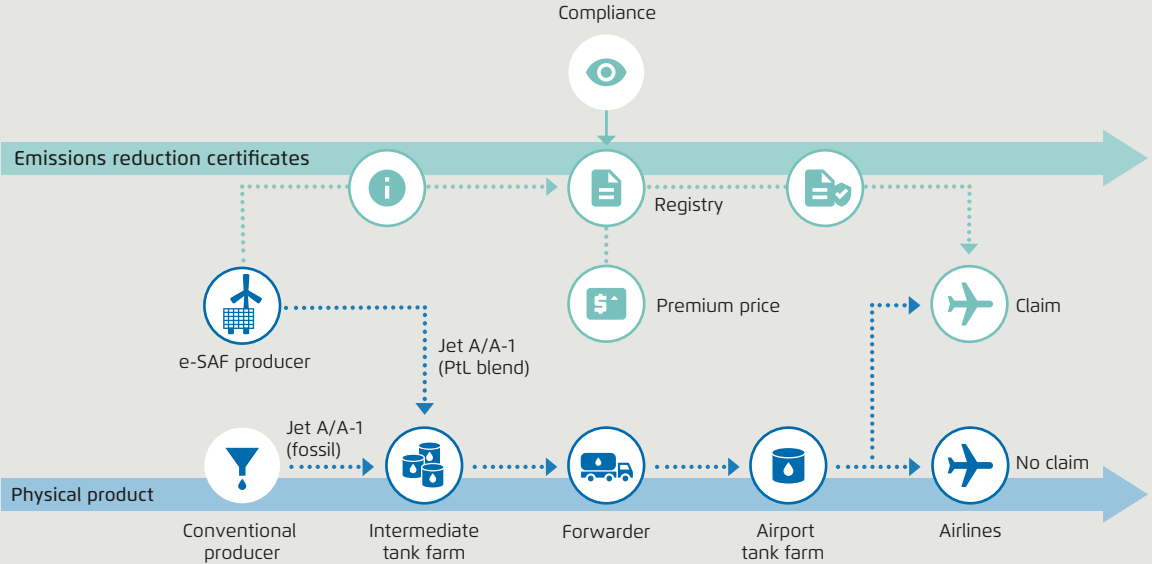 Compliance
Emissions reduction certificates
Registry
Premium price
Claim
e-SAF producer
Jet A/A-1
(PtL blend)
Jet A/A-1
(fossil)
No claim
Physical product
Conventional
producer
Intermediate
tank farm
Forwarder
Airport
tank farm
Airlines